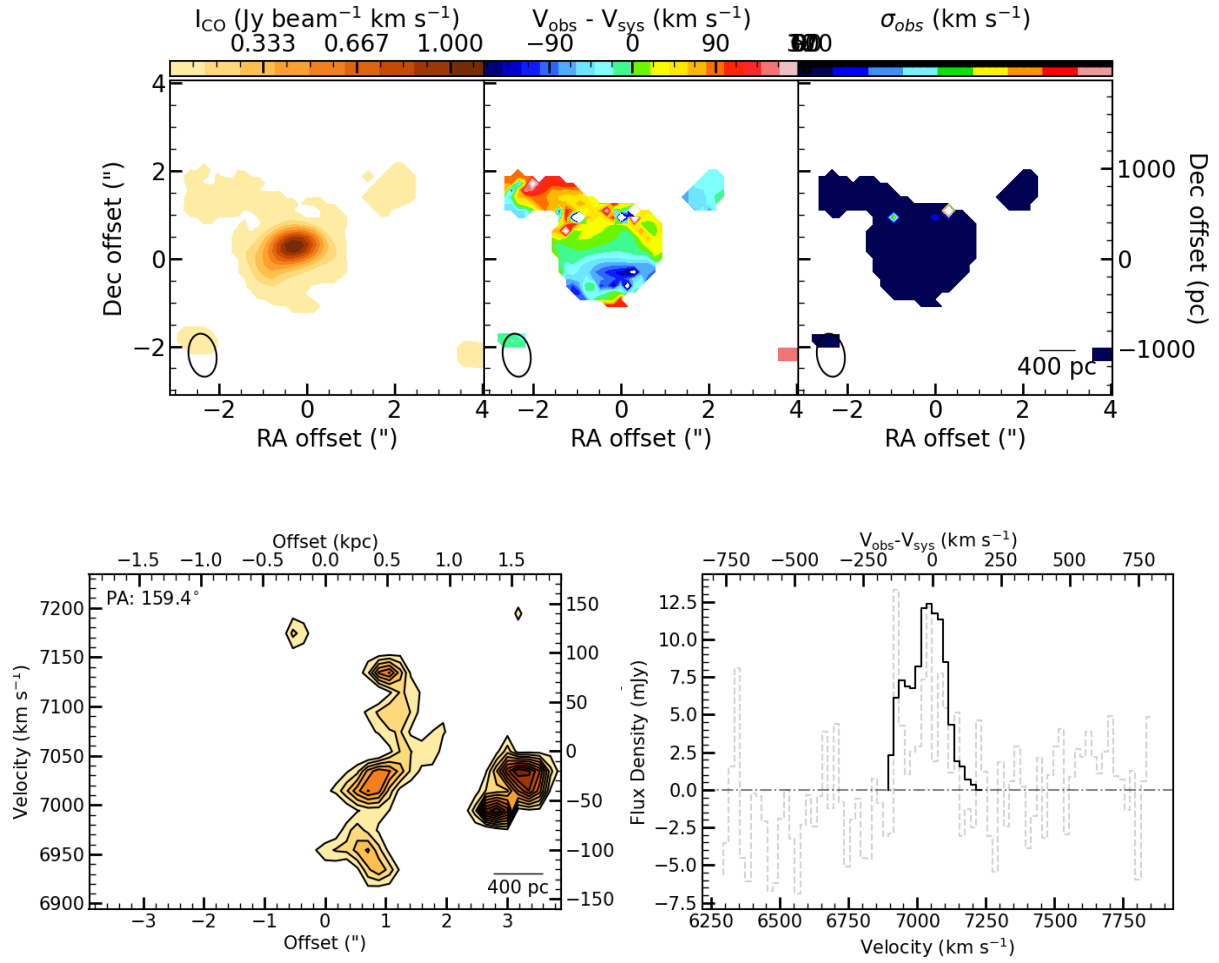 I_CO (Jy beam⁻¹ km s⁻¹) V_obs - V_sys (km s⁻¹) σ_obs (km s⁻¹)
0.333 0.667 1.000 −90 0 90
4
2
0
−2
Dec offset (")
1000
0
−1000
Dec offset (pc)
400 pc
−2 0 2 4 −2 0 2 4 −2 0 2 4
RA offset (") RA offset (") RA offset (")
Offset (kpc)
−1.5 −1.0 −0.5 0.0 0.5 1.0 1.5
PA: 159.4°
7200
7150
7100
7050
7000
6950
6900
Velocity (km s⁻¹)
150
100
50
0
−50
−100
−150
400 pc
−3 −2 −1 0 1 2 3
Offset (")
V_obs-V_sys (km s⁻¹)
−750 −500 −250 0 250 500 750
12.5
10.0
7.5
5.0
2.5
0.0
−2.5
−5.0
−7.5
Flux Density (mJy)
6250 6500 6750 7000 7250 7500 7750
Velocity (km s⁻¹)